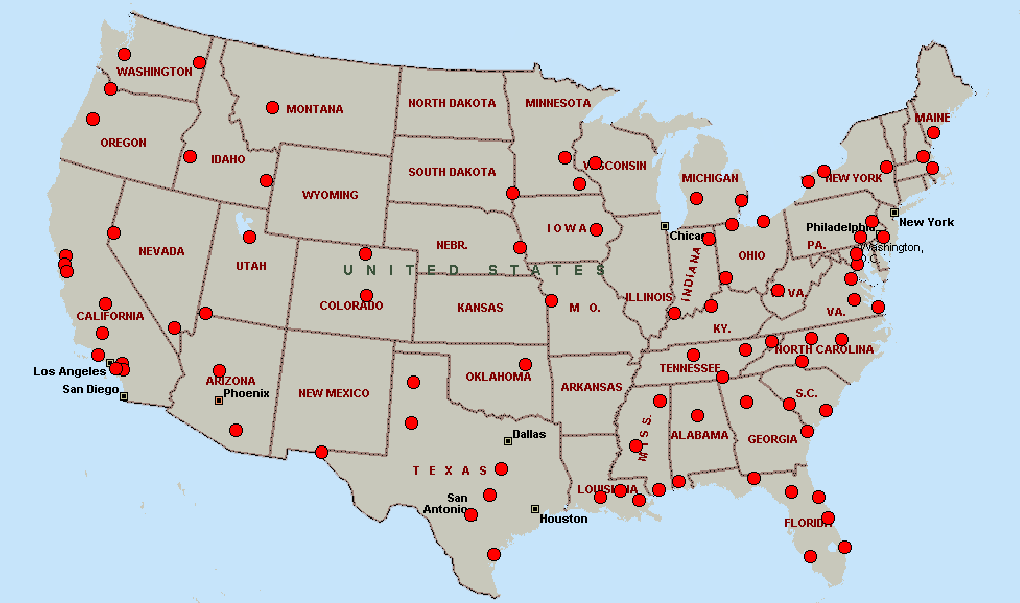 WASHINGTON
MONTANA
NORTH DAKOTA
MINNESOTA
MAINE
OREGON
IDAHO
SOUTH DAKOTA
WISCONSIN
MICHIGAN
NEW YORK
WYOMING
New York
Philadelphia
NEVADA
UTAH
NEBR.
IOWA
Chicago
OHIO
PA.
Washington,
D.C.
UNITED STATES
CALIFORNIA
COLORADO
KANSAS
M O.
ILLINOIS
INDIANA
W. VA.
VA.
KY.
Los Angeles
San Diego
ARIZONA
Phoenix
NEW MEXICO
OKLAHOMA
ARKANSAS
TENNESSEE
NORTH CAROLINA
S.C.
Dallas
MISS.
ALABAMA
GEORGIA
TEXAS
San
Antonio
Houston
LOUISIANA
FLORIDA